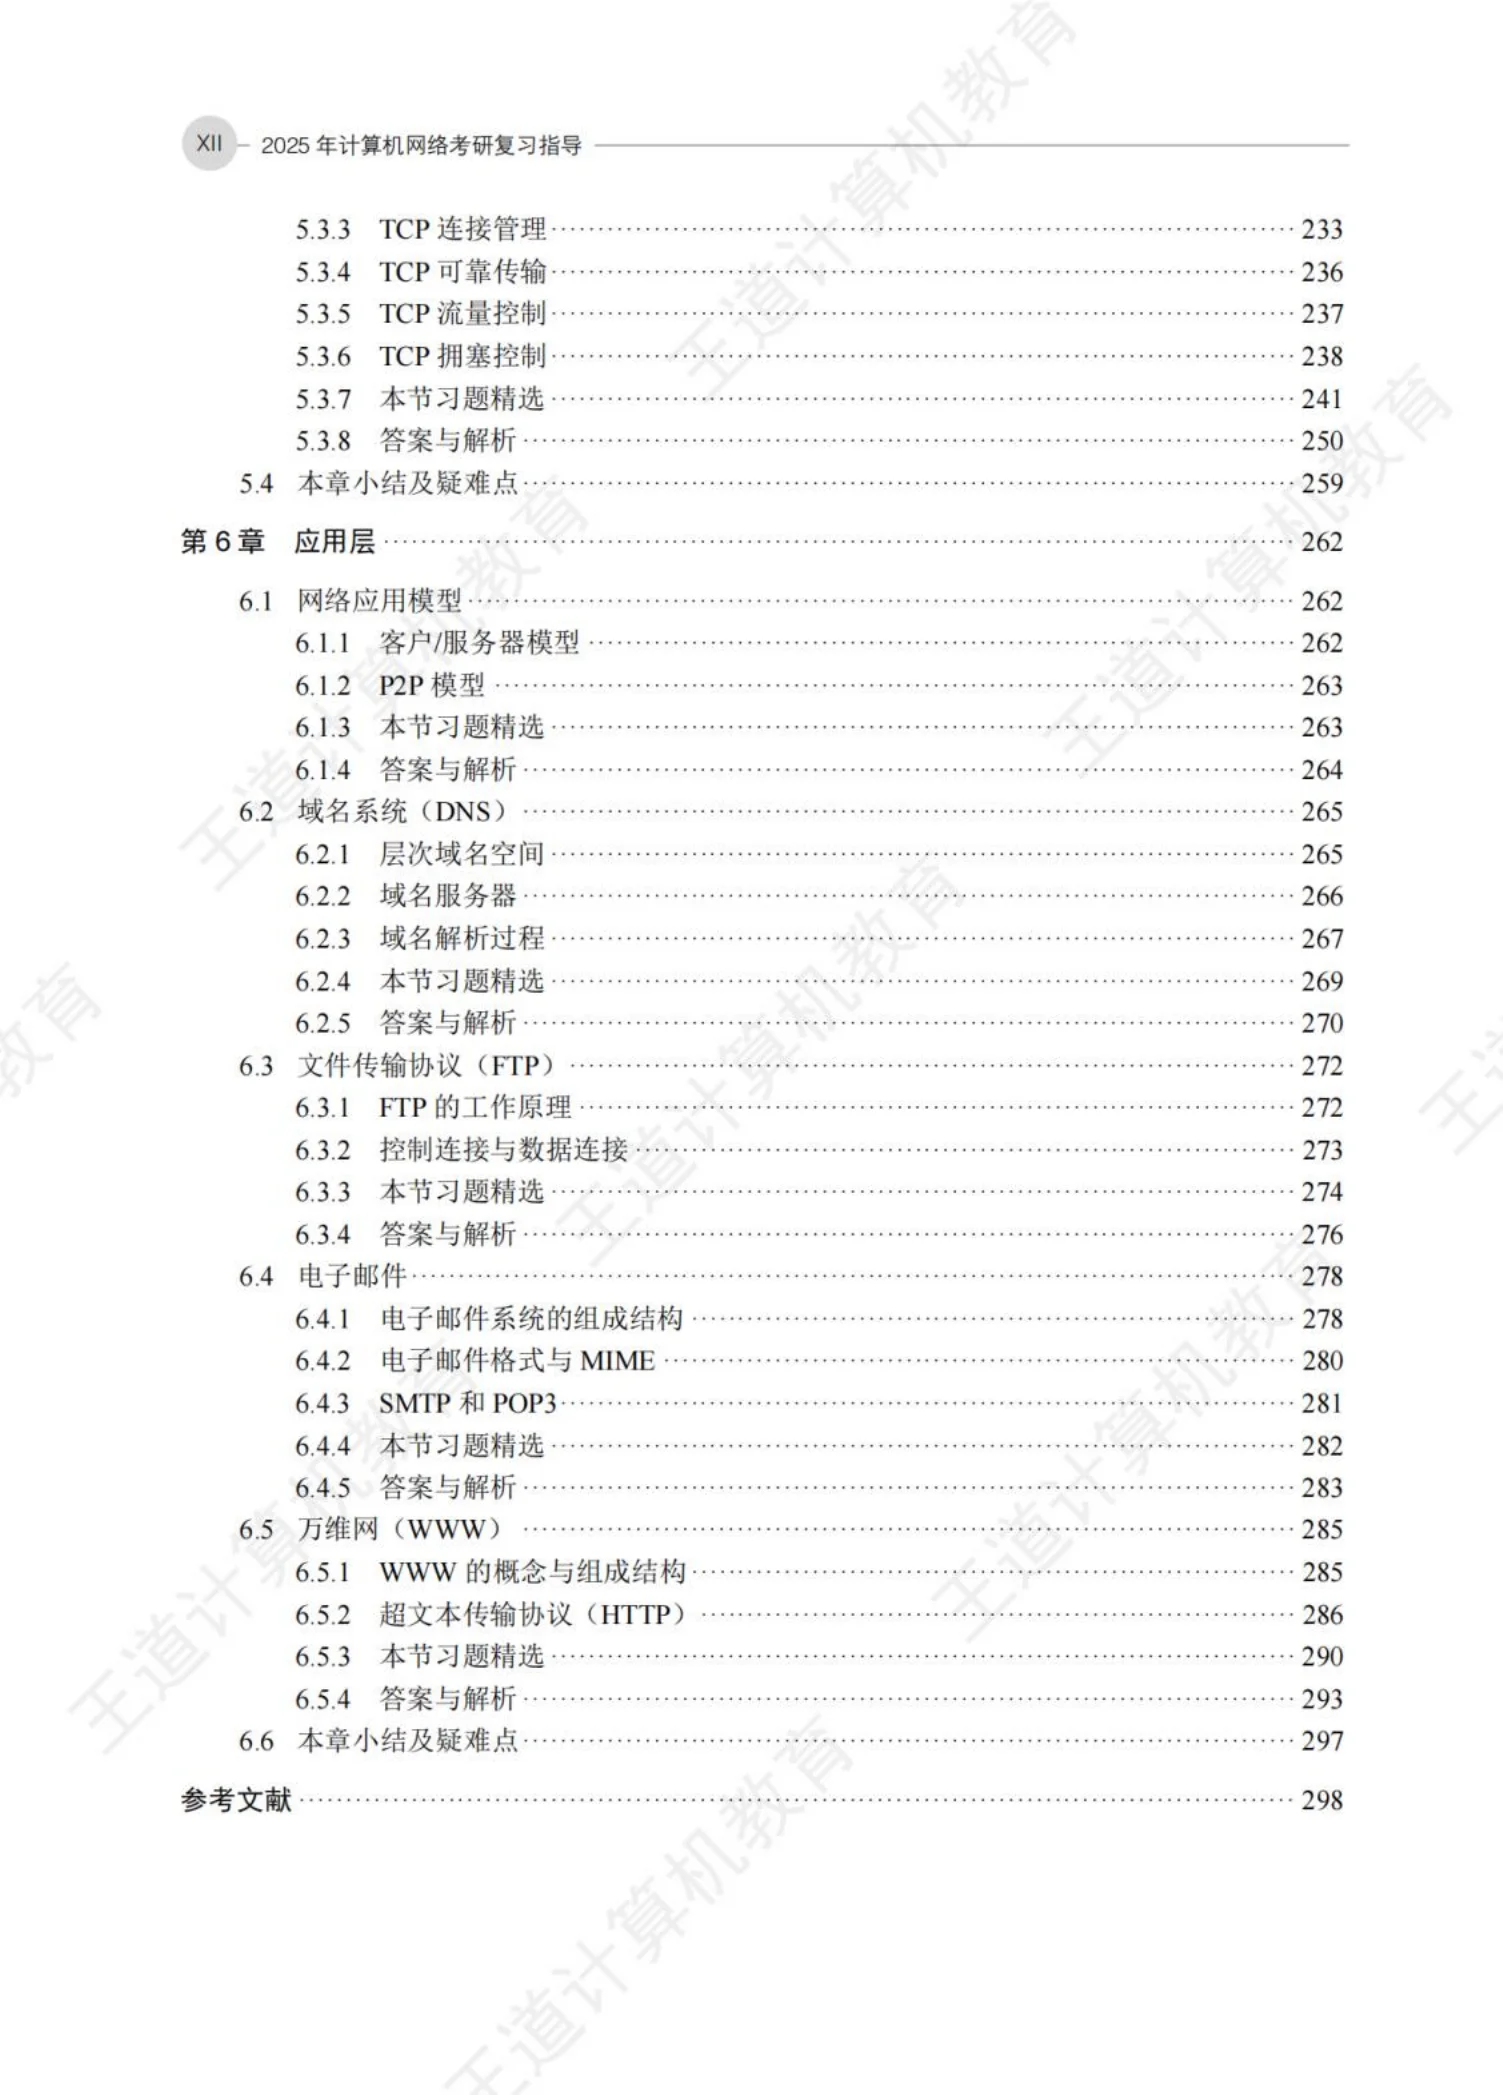 XII 2025 年计算机网络考研复习指导
5.3.3 TCP 连接管理 233
5.3.4 TCP 可靠传输 236
5.3.5 TCP 流量控制 237
5.3.6 TCP 拥塞控制 238
5.3.7 本节习题精选 241
5.3.8 答案与解析 250
5.4 本章小结及疑难点 259
第 6 章 应用层 262
6.1 网络应用模型 262
6.1.1 客户/服务器模型 262
6.1.2 P2P 模型 263
6.1.3 本节习题精选 263
6.1.4 答案与解析 264
6.2 域名系统（DNS） 265
6.2.1 层次域名空间 265
6.2.2 域名服务器 266
6.2.3 域名解析过程 267
6.2.4 本节习题精选 269
6.2.5 答案与解析 270
6.3 文件传输协议（FTP） 272
6.3.1 FTP 的工作原理 272
6.3.2 控制连接与数据连接 273
6.3.3 本节习题精选 274
6.3.4 答案与解析 276
6.4 电子邮件 278
6.4.1 电子邮件系统的组成结构 278
6.4.2 电子邮件格式与 MIME 280
6.4.3 SMTP 和 POP3 281
6.4.4 本节习题精选 282
6.4.5 答案与解析 283
6.5 万维网（WWW） 285
6.5.1 WWW 的概念与组成结构 285
6.5.2 超文本传输协议（HTTP） 286
6.5.3 本节习题精选 290
6.5.4 答案与解析 293
6.6 本章小结及疑难点 297
参考文献 298
王道计算机教育
王道计算机教育
王道计算机教育
王道计算机教育
王道计算机教育
王道计算机教育
王道计算机教育
教育
王道